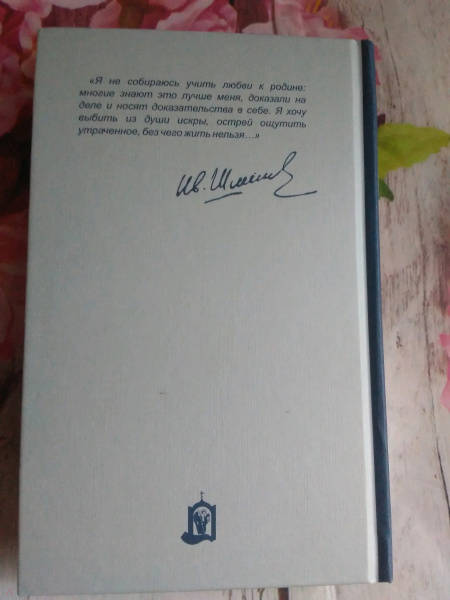 «Я не собираюсь учить любви к родине:
многие знают это лучше меня, доказали на
деле и носят доказательства в себе. Я хочу
выбить из души искры, острей ощутить
утраченное, без чего жить нельзя...»
Ив. Шмелев